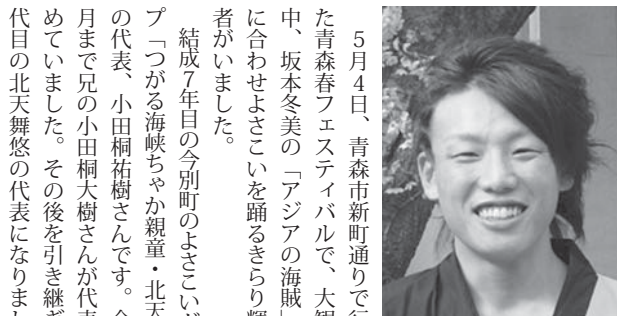 ５月４日、青森市新町通りで行
た青森春フェスティバルで、大観
中、坂本冬美の「アジアの海賊」
に合わせよさこいを踊るきらり輝
者がいました。
結成７年目の今別町のよさこいグ
プ「つがる海峡ちゃか親童・北天
の代表、小田桐祐樹さんです。今
月まで兄の小田桐大樹さんが代表
めていました。その後を引き継ぎ
代目の北天舞悠の代表になりまし